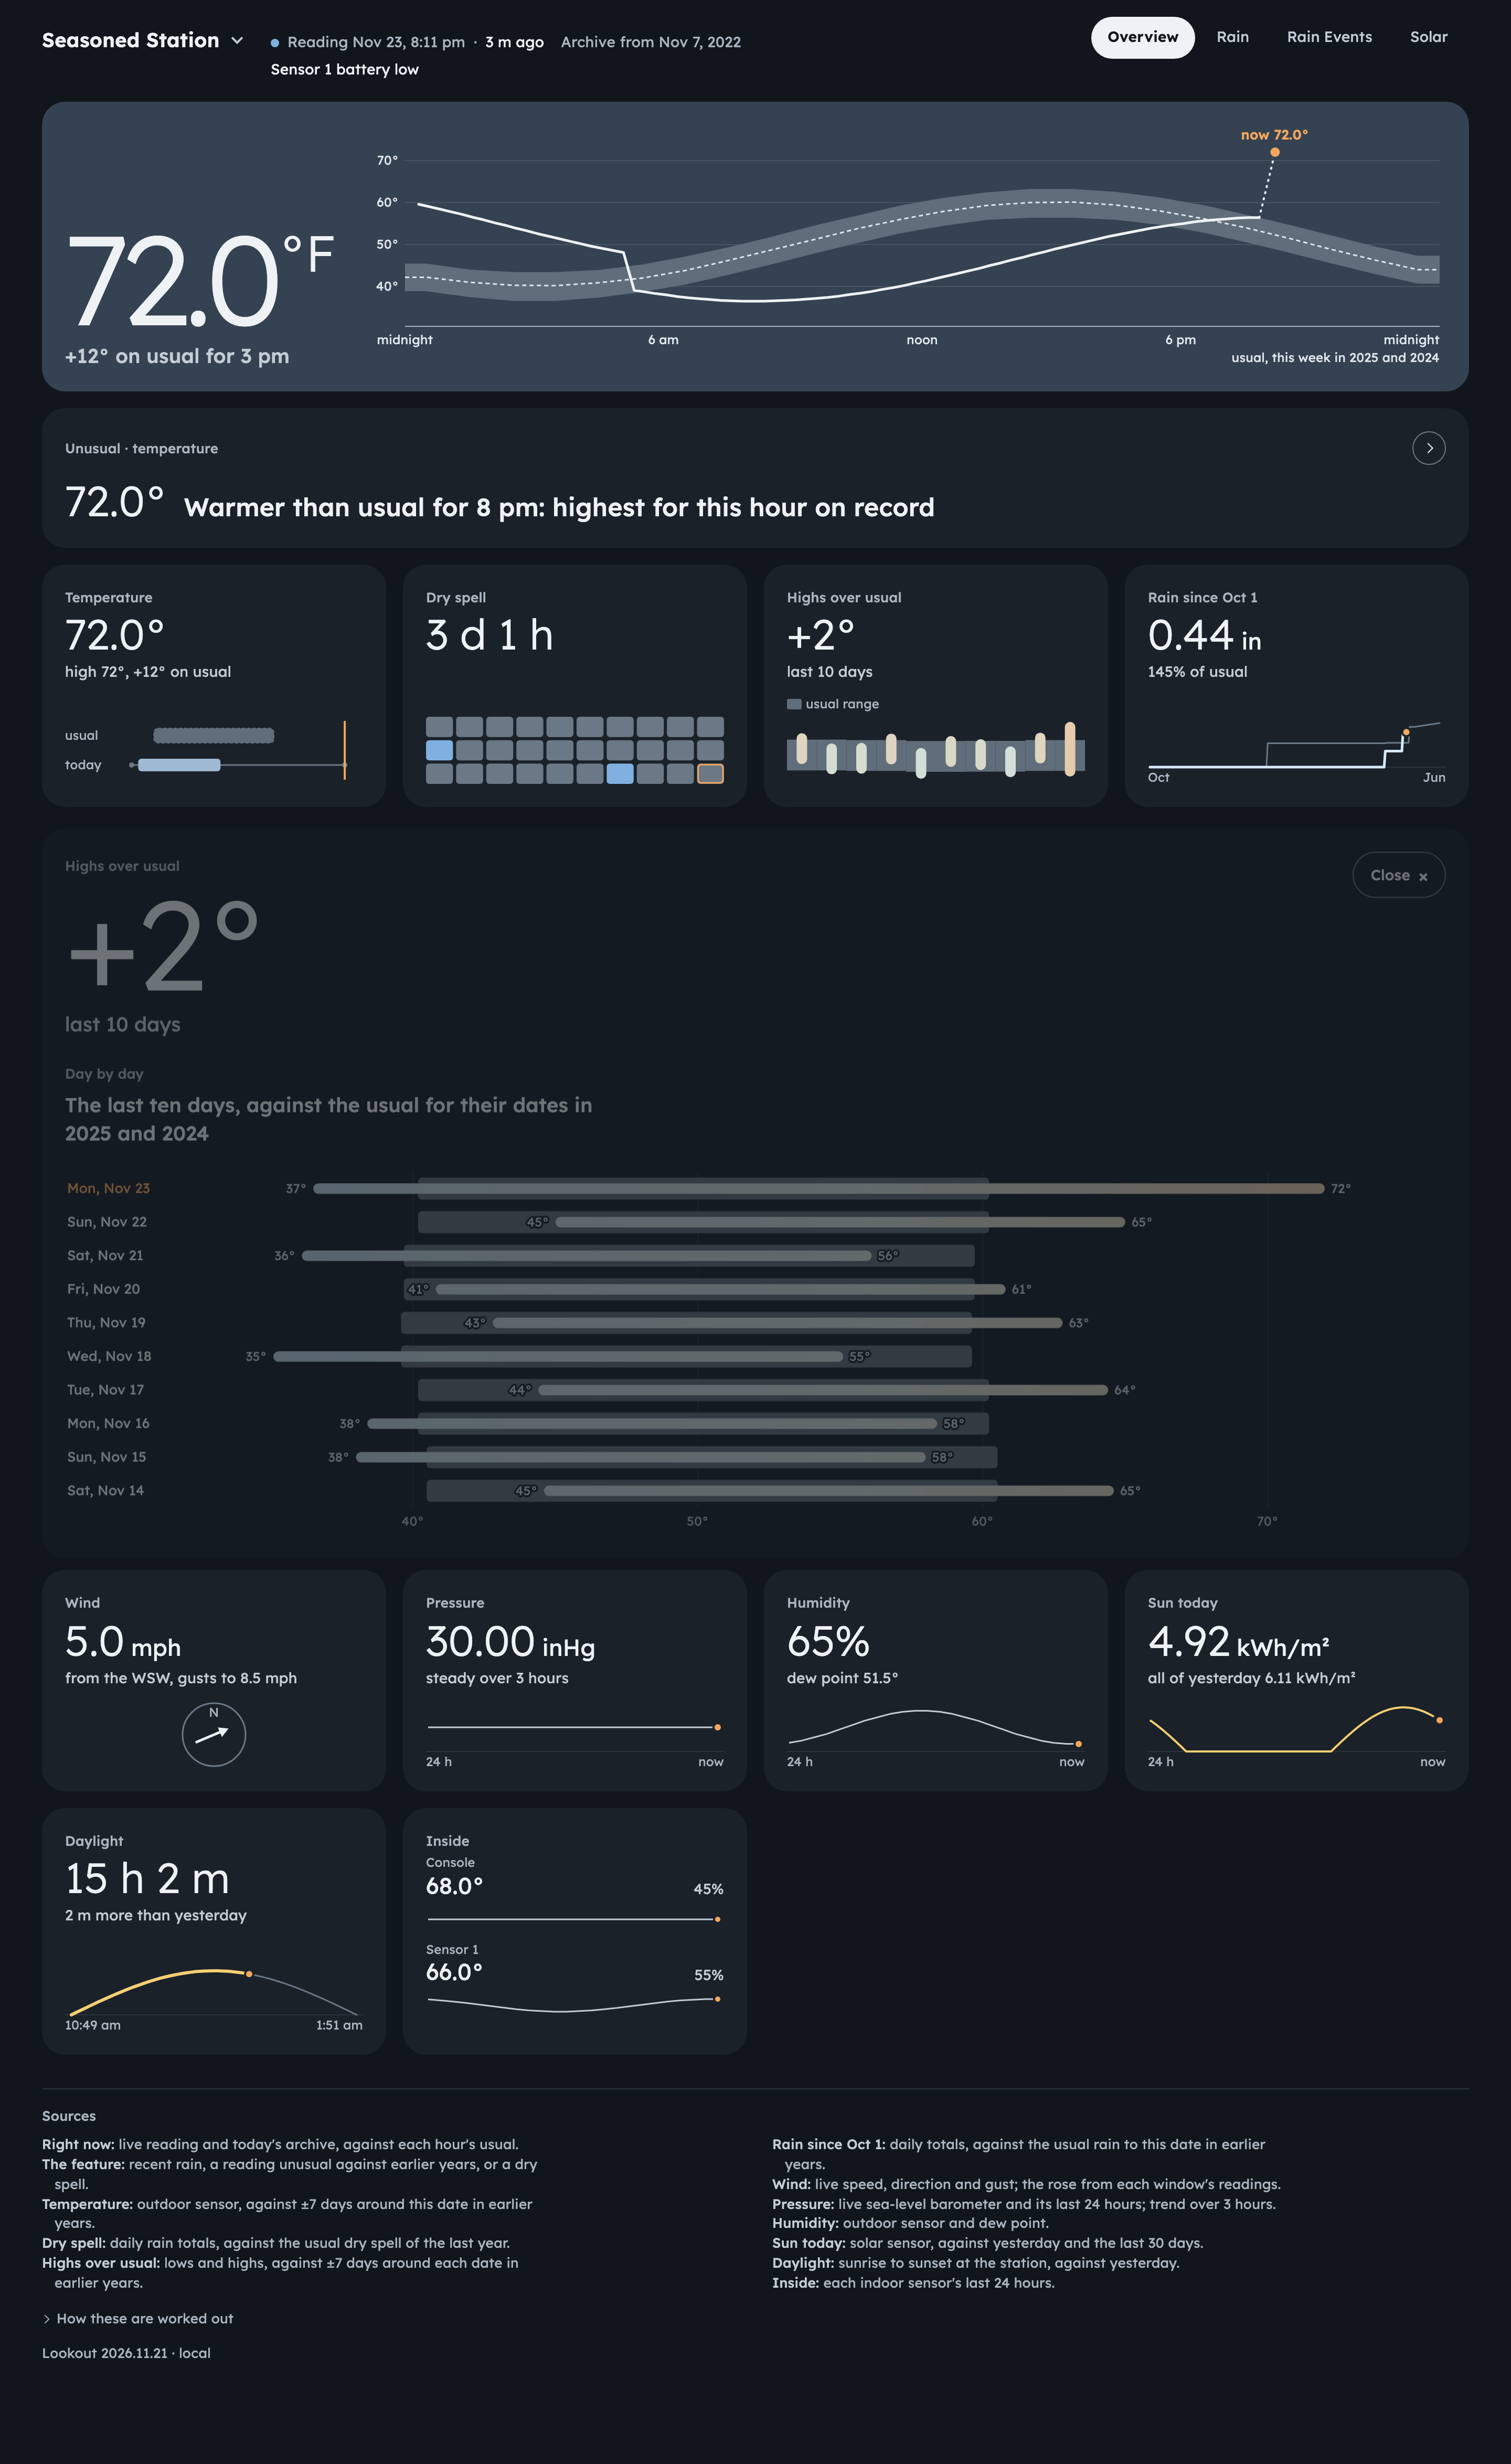 Seasoned Station
Reading Nov 23, 8:11 pm · 3 m ago Archive from Nov 7, 2022
Sensor 1 battery low
Overview
Rain
Rain Events
Solar
72.0°F
+12° on usual for 3 pm
now 72.0°
70°
60°
50°
40°
midnight
6 am
noon
6 pm
midnight
usual, this week in 2025 and 2024
Unusual · temperature
72.0° Warmer than usual for 8 pm: highest for this hour on record
Temperature
72.0°
high 72°, +12° on usual
usual
today
Dry spell
3 d 1 h
Highs over usual
+2°
last 10 days
usual range
Rain since Oct 1
0.44 in
145% of usual
Oct
Jun
Highs over usual
Close ×
+2°
last 10 days
Day by day
The last ten days, against the usual for their dates in
2025 and 2024
Mon, Nov 23 37° 72°
Sun, Nov 22 45° 65°
Sat, Nov 21 36° 56°
Fri, Nov 20 41° 61°
Thu, Nov 19 43° 63°
Wed, Nov 18 35° 55°
Tue, Nov 17 44° 64°
Mon, Nov 16 38° 58°
Sun, Nov 15 38° 58°
Sat, Nov 14 45° 65°
40° 50° 60° 70°
Wind
5.0 mph
from the WSW, gusts to 8.5 mph
N
Pressure
30.00 inHg
steady over 3 hours
24 h
now
Humidity
65%
dew point 51.5°
24 h
now
Sun today
4.92 kWh/m²
all of yesterday 6.11 kWh/m²
24 h
now
Daylight
15 h 2 m
2 m more than yesterday
10:49 am
1:51 am
Inside
Console
68.0° 45%
Sensor 1
66.0° 55%
Sources
Right now: live reading and today's archive, against each hour's usual.
The feature: recent rain, a reading unusual against earlier years, or a dry
spell.
Temperature: outdoor sensor, against ±7 days around this date in earlier
years.
Dry spell: daily rain totals, against the usual dry spell of the last year.
Highs over usual: lows and highs, against ±7 days around each date in
earlier years.
Rain since Oct 1: daily totals, against the usual rain to this date in earlier
years.
Wind: live speed, direction and gust; the rose from each window's readings.
Pressure: live sea-level barometer and its last 24 hours; trend over 3 hours.
Humidity: outdoor sensor and dew point.
Sun today: solar sensor, against yesterday and the last 30 days.
Daylight: sunrise to sunset at the station, against yesterday.
Inside: each indoor sensor's last 24 hours.
How these are worked out
Lookout 2026.11.21 · local